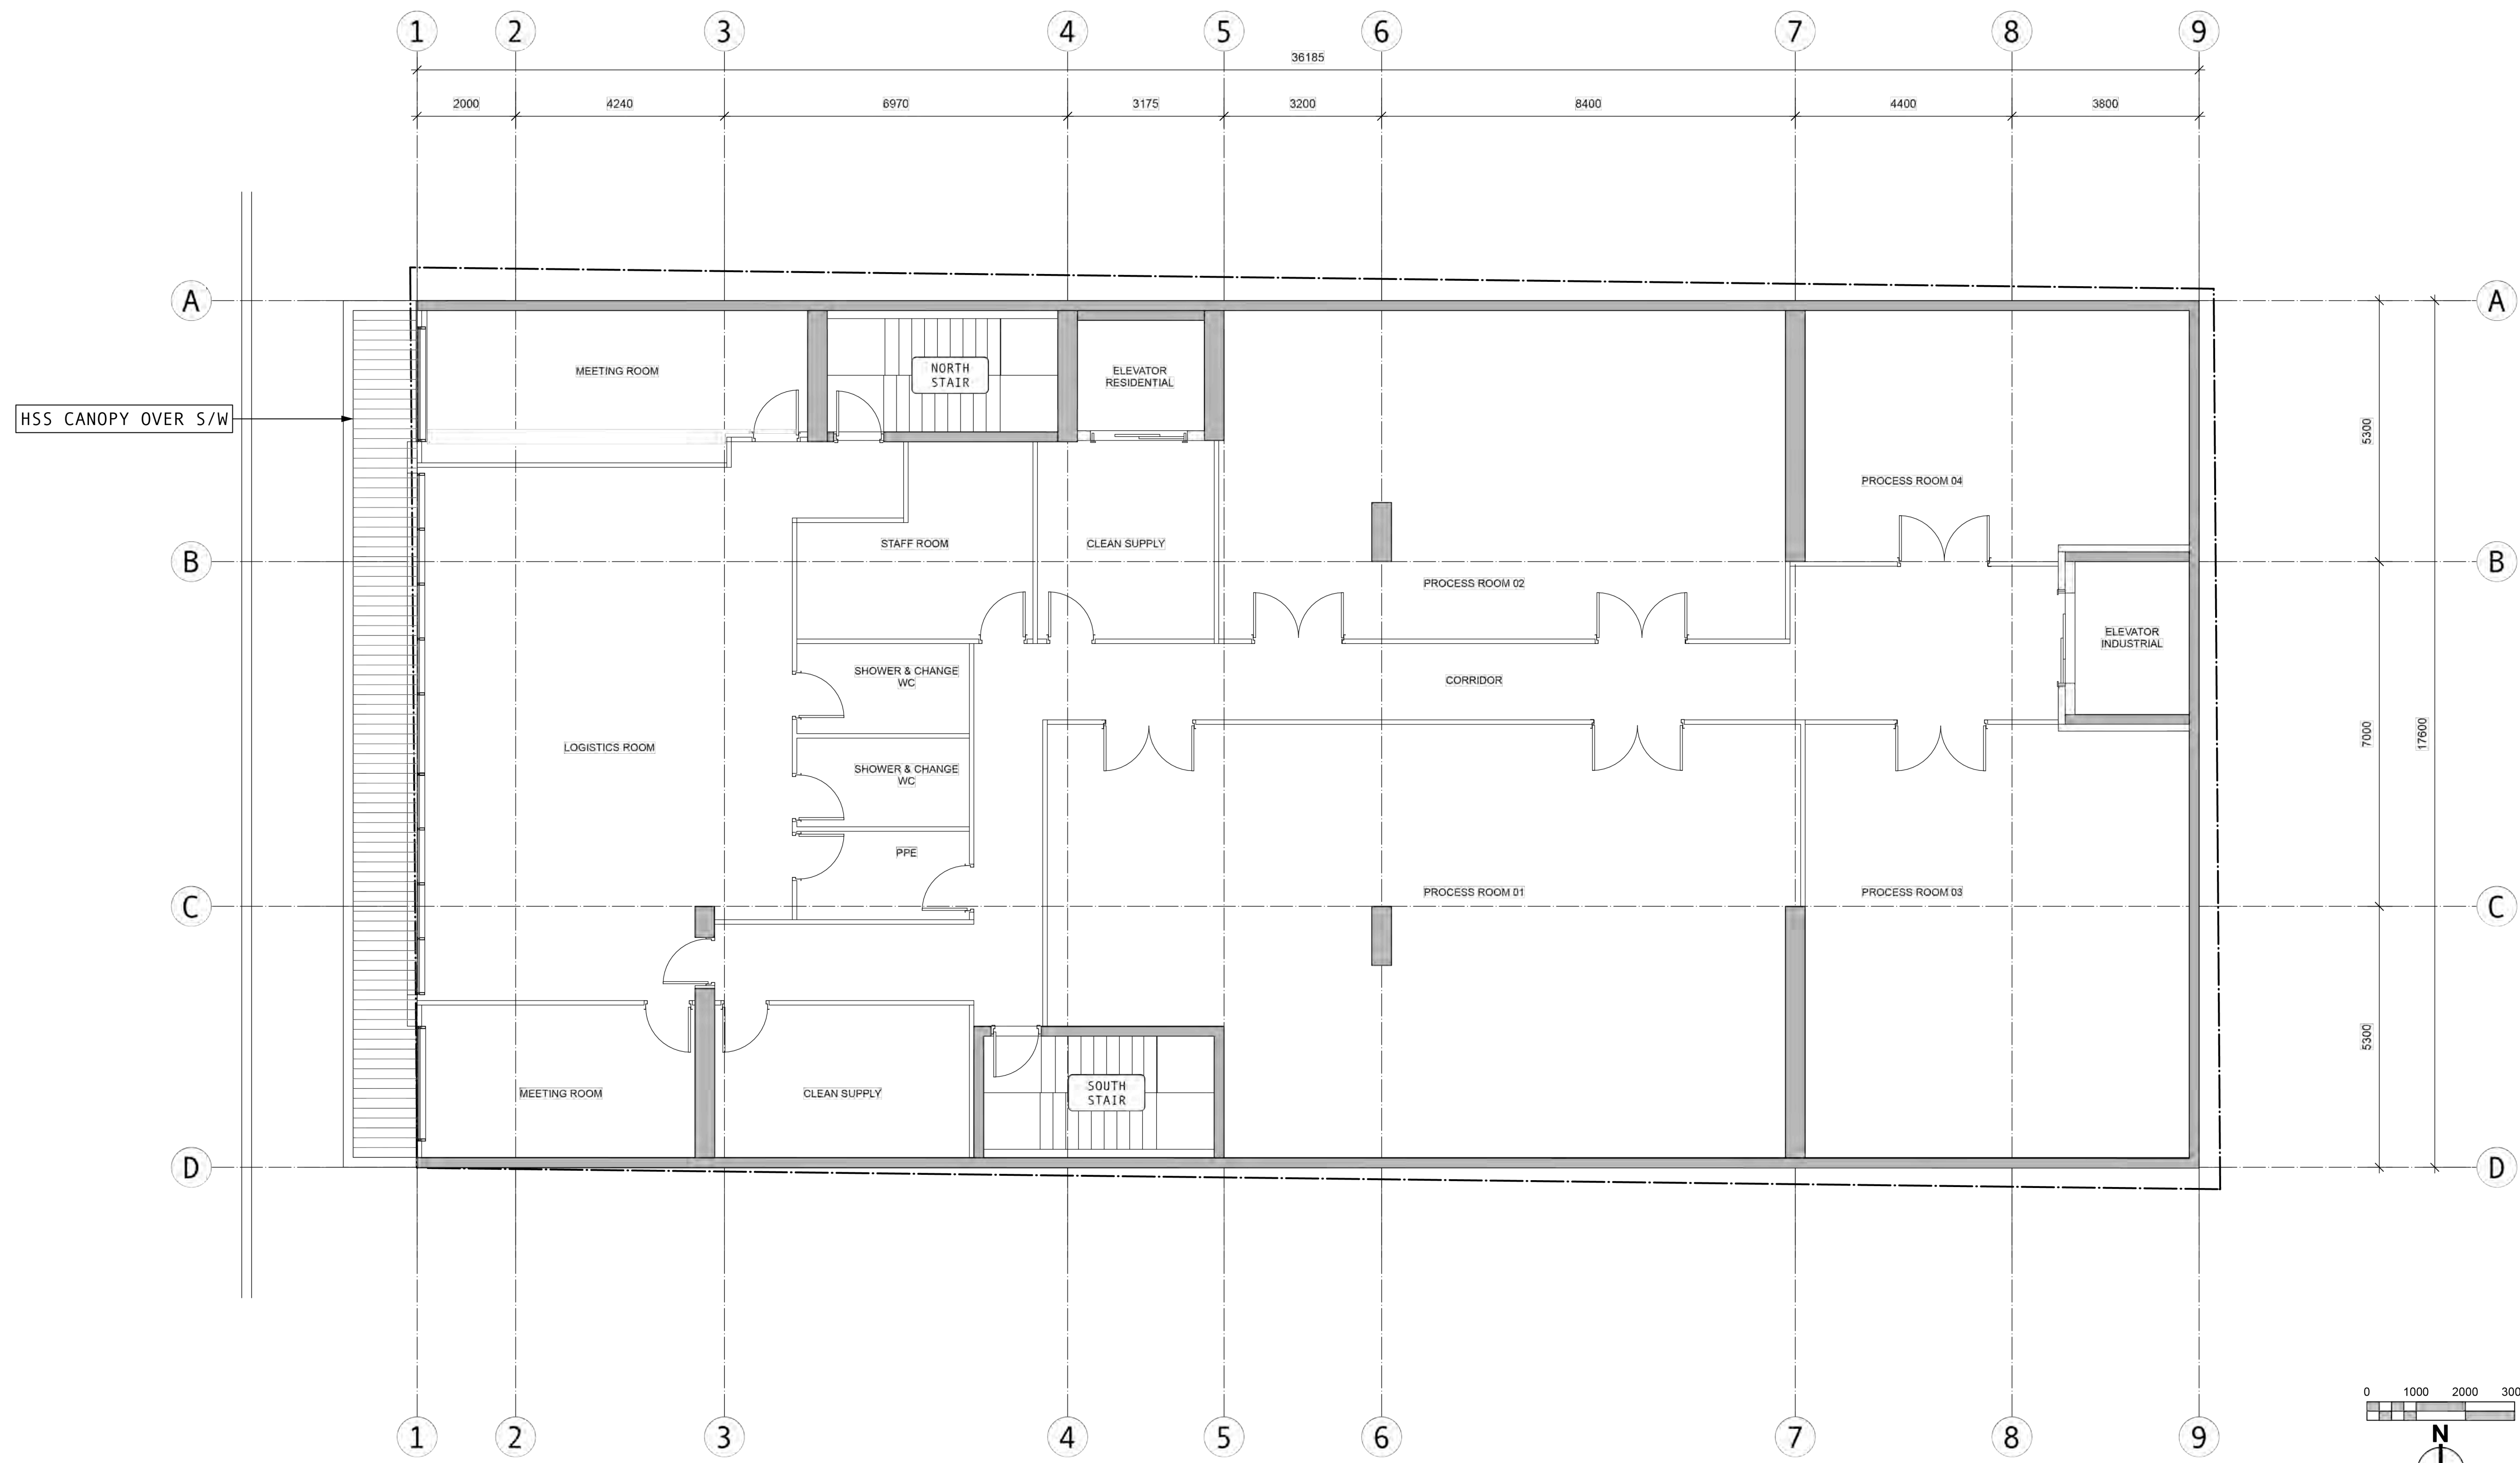 1 2 3 4 5 6 7 8 9
36185
2000 4240 6970 3175 3200 8400 4400 3800
A A
MEETING ROOM
NORTH
STAIR
ELEVATOR
RESIDENTIAL
HSS CANOPY OVER S/W
5300
PROCESS ROOM 04
STAFF ROOM
CLEAN SUPPLY
B B
PROCESS ROOM 02
ELEVATOR
INDUSTRIAL
SHOWER & CHANGE
WC
CORRIDOR
7000
17600
LOGISTICS ROOM
SHOWER & CHANGE
WC
PPE
PROCESS ROOM 01
PROCESS ROOM 03
C C
5300
MEETING ROOM
CLEAN SUPPLY
SOUTH
STAIR
D D
0 1000 2000 300
N
1 2 3 4 5 6 7 8 9